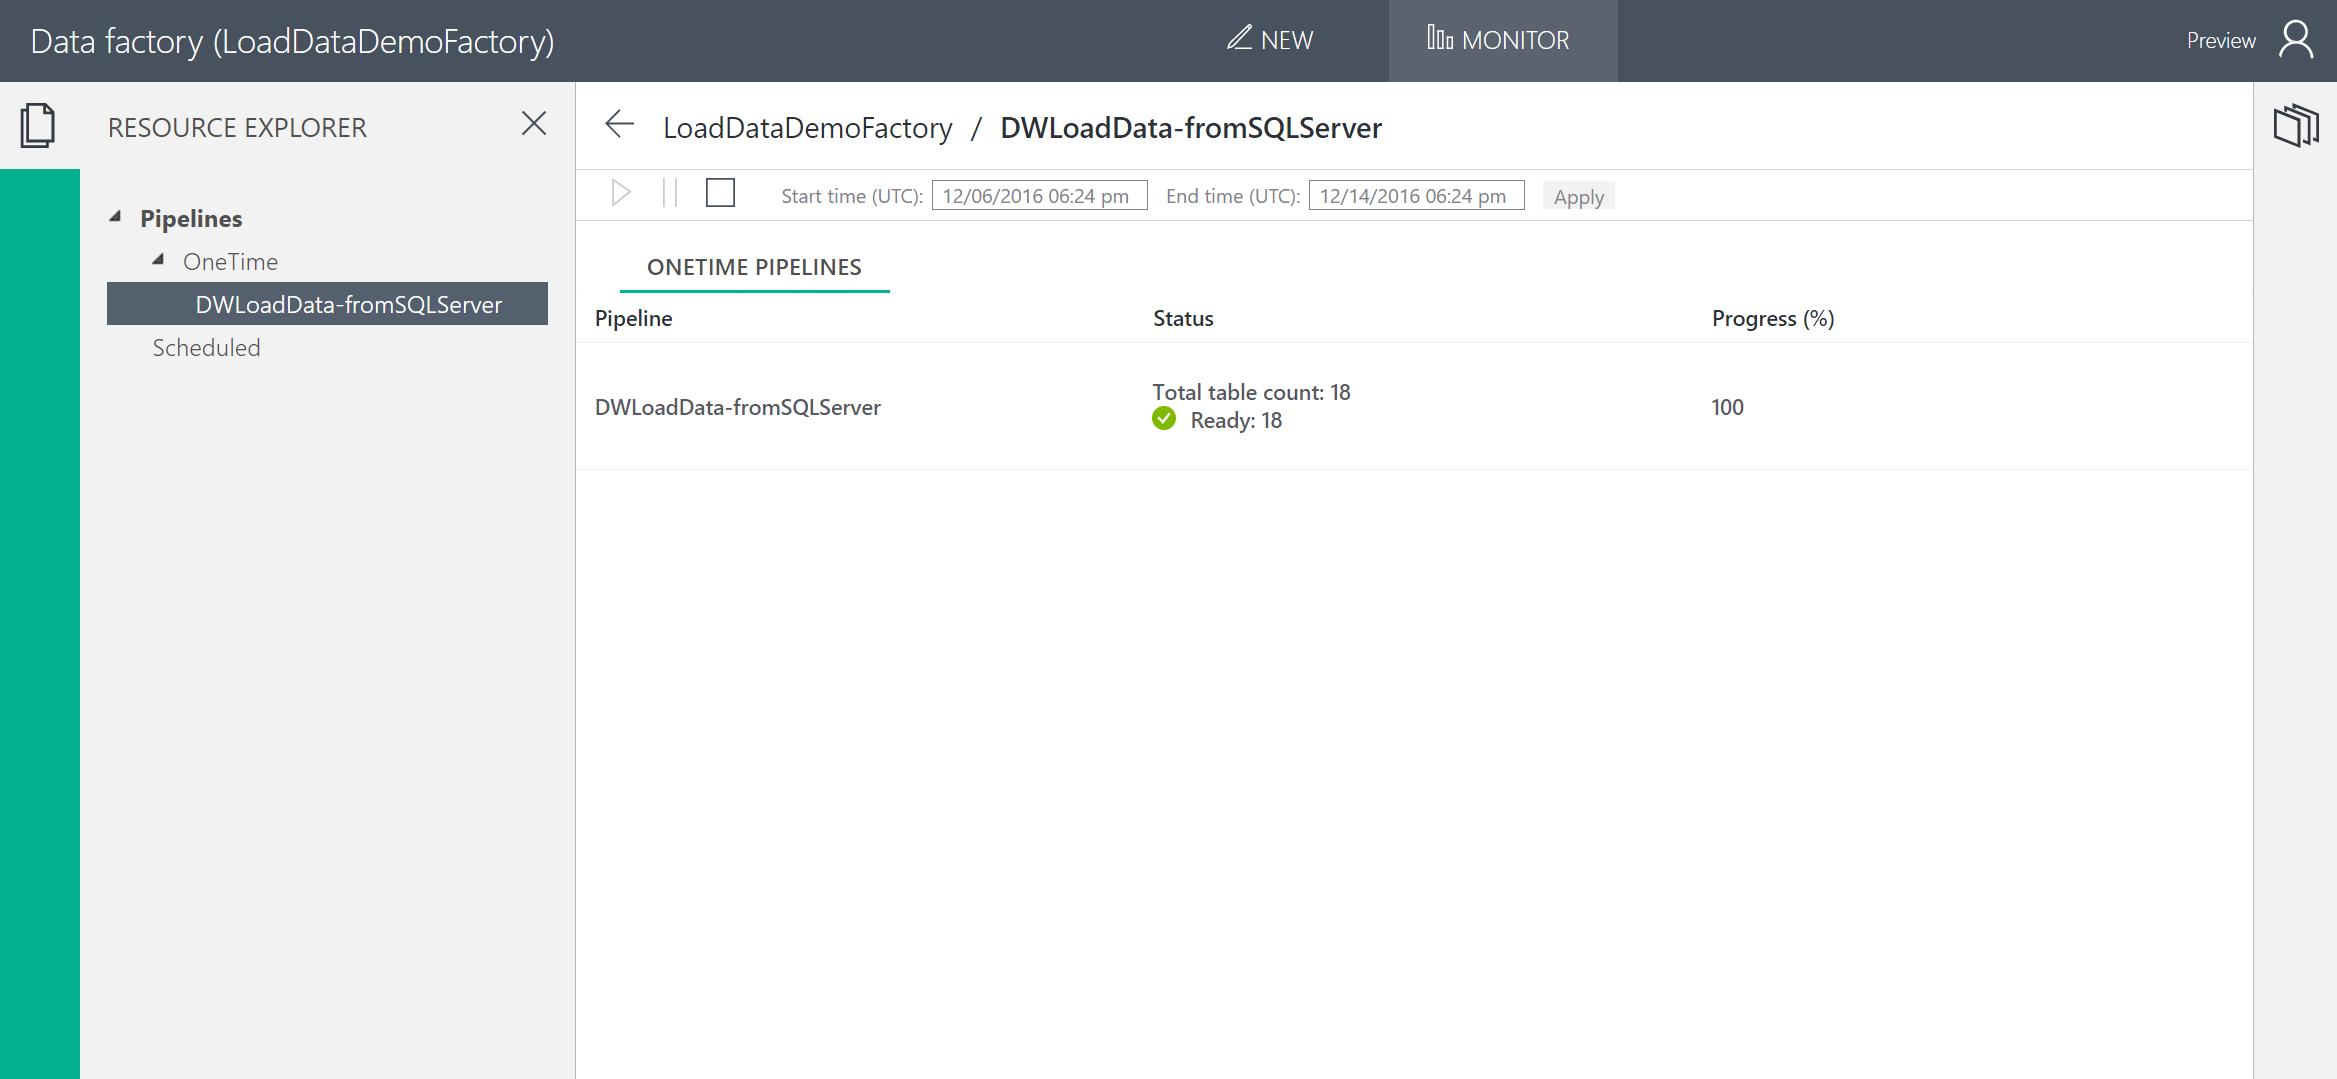 Data factory (LoadDataDemoFactory)
NEW
MONITOR
Preview
RESOURCE EXPLORER
Pipelines
OneTime
DWLoadData-fromSQLServer
Scheduled
LoadDataDemoFactory / DWLoadData-fromSQLServer
Start time (UTC): 12/06/2016 06:24 pm End time (UTC): 12/14/2016 06:24 pm Apply
ONETIME PIPELINES
Pipeline Status Progress (%)
DWLoadData-fromSQLServer
Total table count: 18
Ready: 18
100